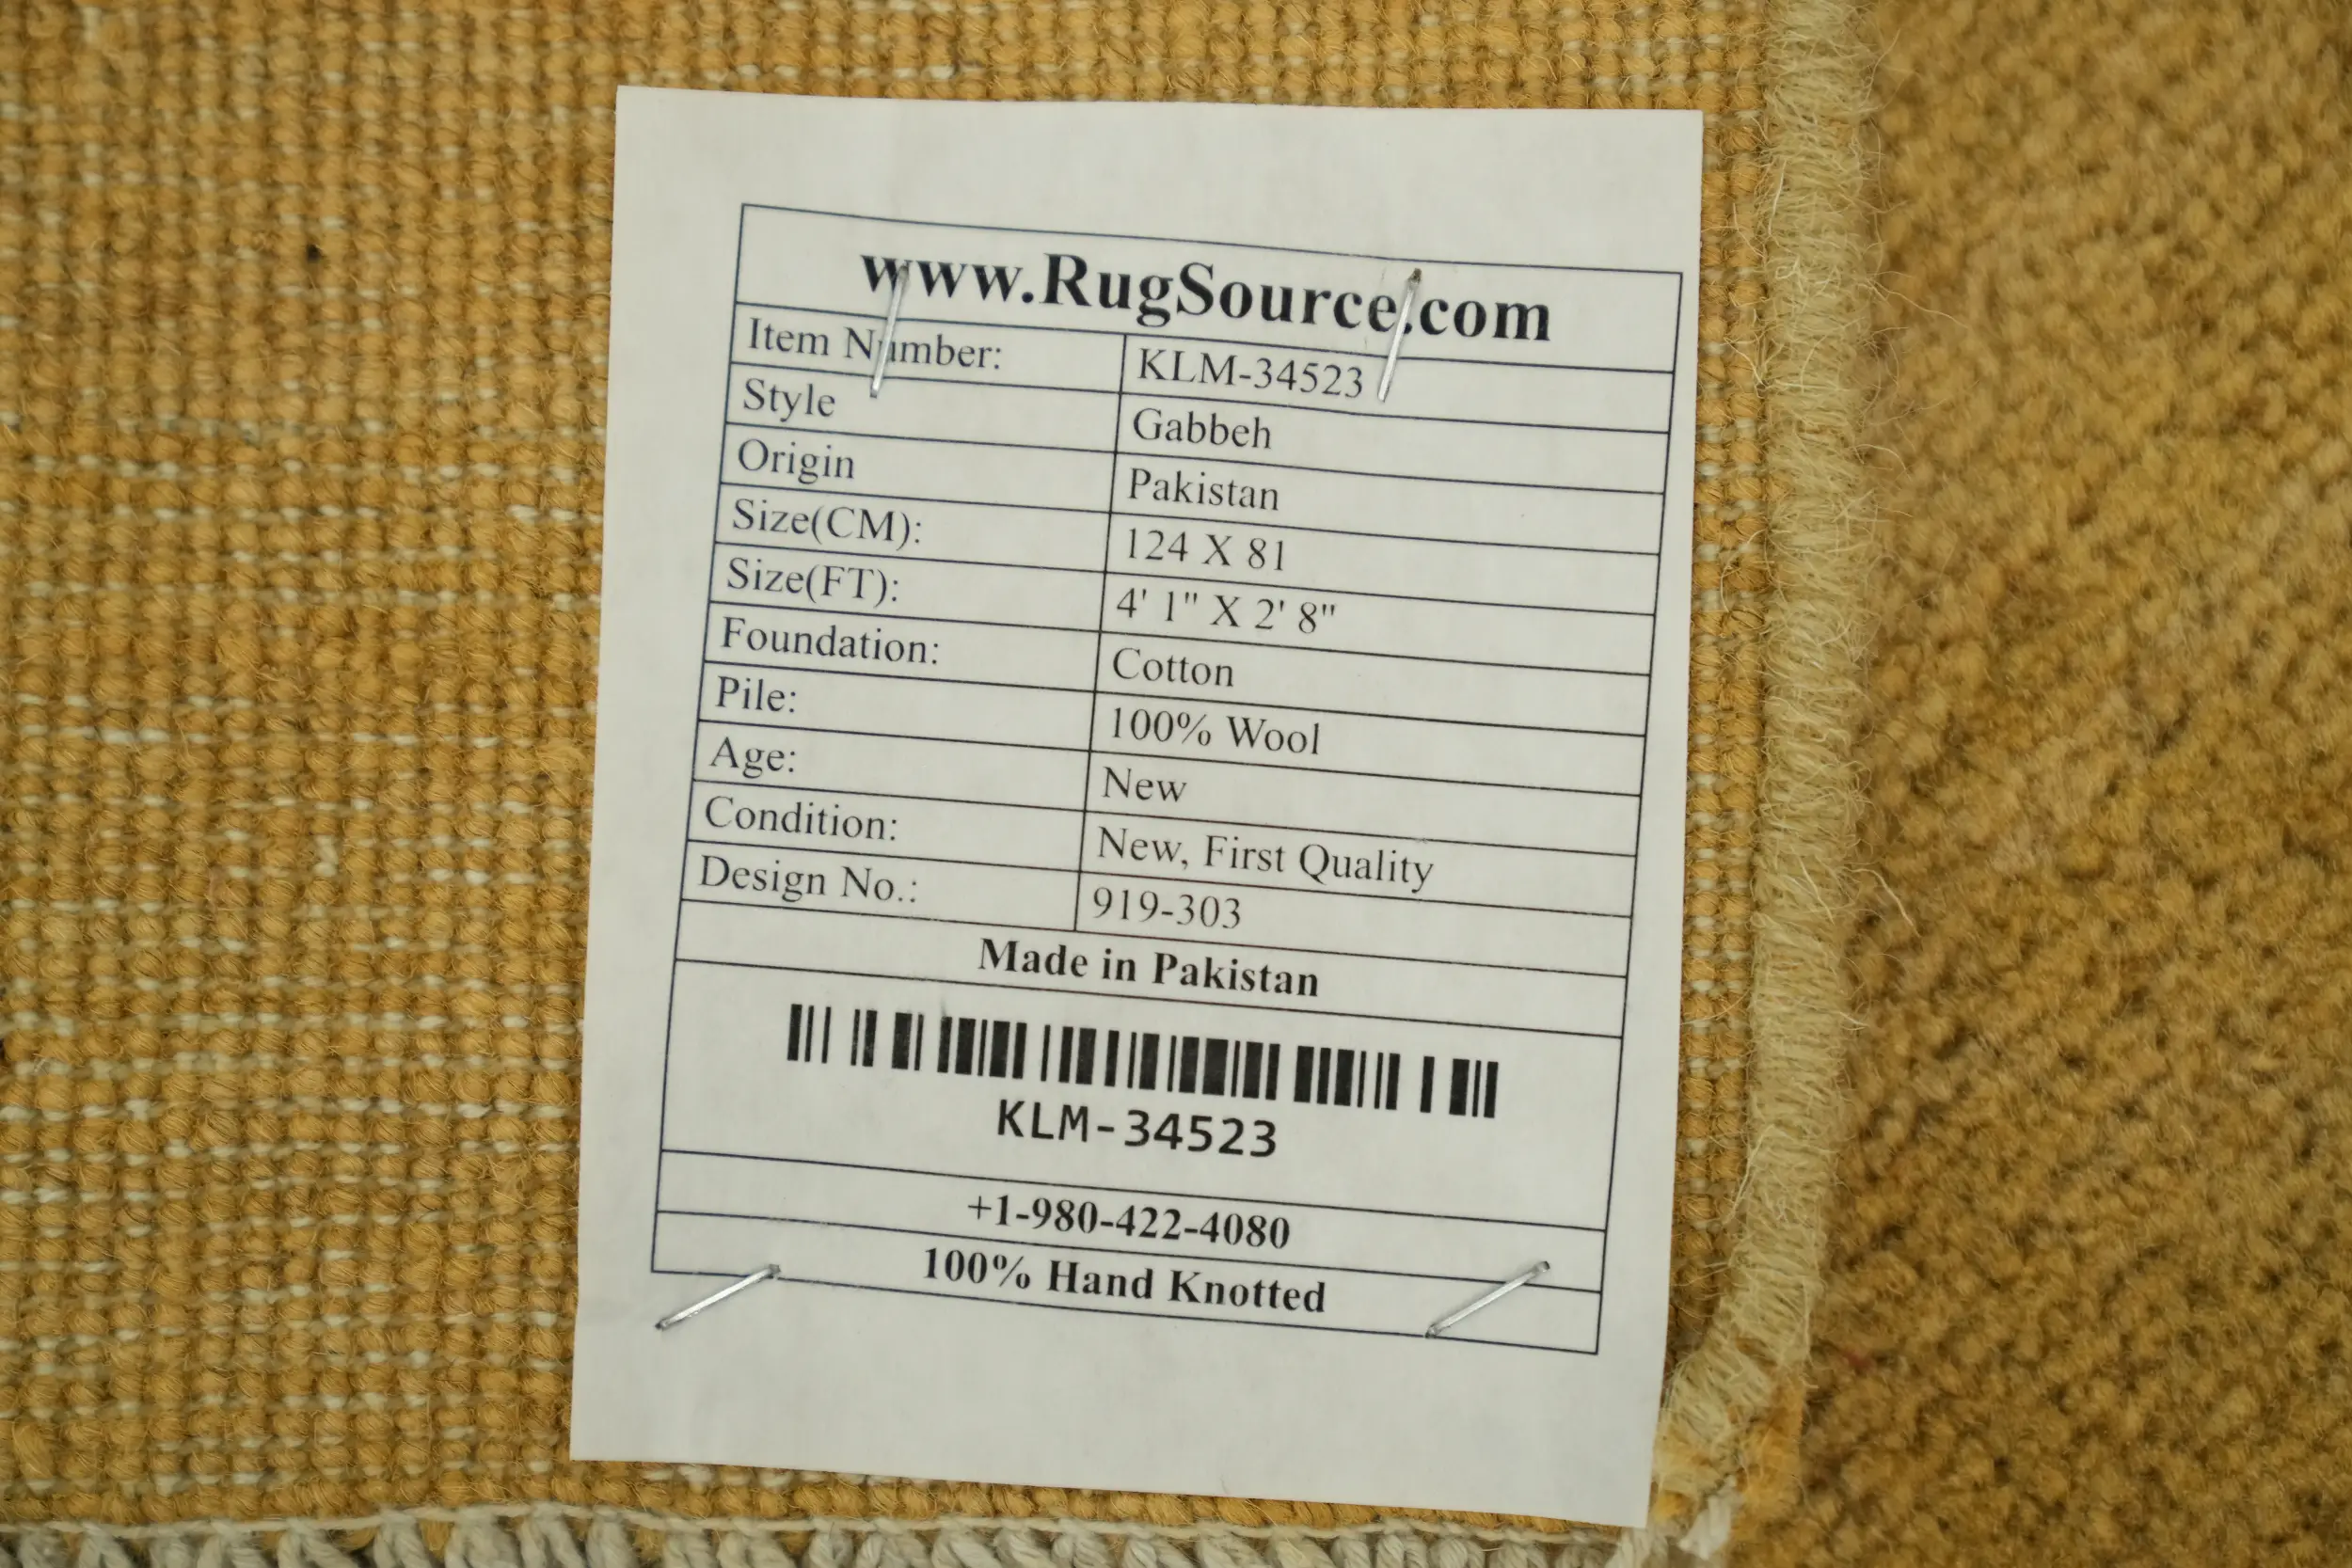 www.RugSource.com
Item Number: KLM-34523
Style Gabbeh
Origin Pakistan
Size(CM): 124 X 81
Size(FT): 4' 1" X 2' 8"
Foundation: Cotton
Pile: 100% Wool
Age: New
Condition: New, First Quality
Design No.: 919-303
Made in Pakistan
KLM-34523
+1-980-422-4080
100% Hand Knotted